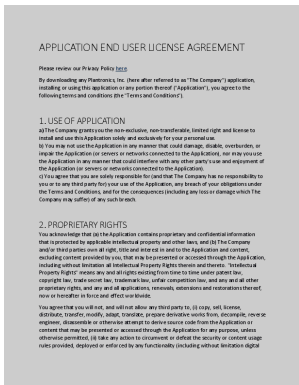 APPLICATION END USER LICENSE AGREEMENT
Please review our Privacy Policy here.
By downloading any Plantronics, Inc. (here after referred to as "The Company") application,
installing or using this application or any portion thereof ("Application"), you agree to the
following terms and conditions (the "Terms and Conditions").
1. USE OF APPLICATION
a) The Company grants you the non-exclusive, non-transferable, limited right and license to
install and use this Application solely and exclusively for your personal use.
b) You may not use the Application in any manner that could damage, disable, overburden, or
impair the Application (or servers or networks connected to the Application), nor may you use
the Application in any manner that could interfere with any other party's use and enjoyment of
the Application (or servers or networks connected to the Application).
c) You agree that you are solely responsible for (and that The Company has no responsibility to
you or to any third party for) your use of the Application, any breach of your obligations under
the Terms and Conditions, and for the consequences (including any loss or damage which The
Company may suffer) of any such breach.
2. PROPRIETARY RIGHTS
You acknowledge that (a) the Application contains proprietary and confidential information
that is protected by applicable intellectual property and other laws, and (b) The Company
and/or third parties own all right, title and interest in and to the Application and content,
excluding content provided by you, that may be presented or accessed through the Application,
including without limitation all Intellectual Property Rights therein and thereto. "Intellectual
Property Rights" means any and all rights existing from time to time under patent law,
copyright law, trade secret law, trademark law, unfair competition law, and any and all other
proprietary rights, and any and all applications, renewals, extensions and restorations thereof,
now or hereafter in force and effect worldwide.
You agree that you will not, and will not allow any third party to, (i) copy, sell, license,
distribute, transfer, modify, adapt, translate, prepare derivative works from, decompile, reverse
engineer, disassemble or otherwise attempt to derive source code from the Application or
content that may be presented or accessed through the Application for any purpose, unless
otherwise permitted, (ii) take any action to circumvent or defeat the security or content usage
rules provided, deployed or enforced by any functionality (including without limitation digital